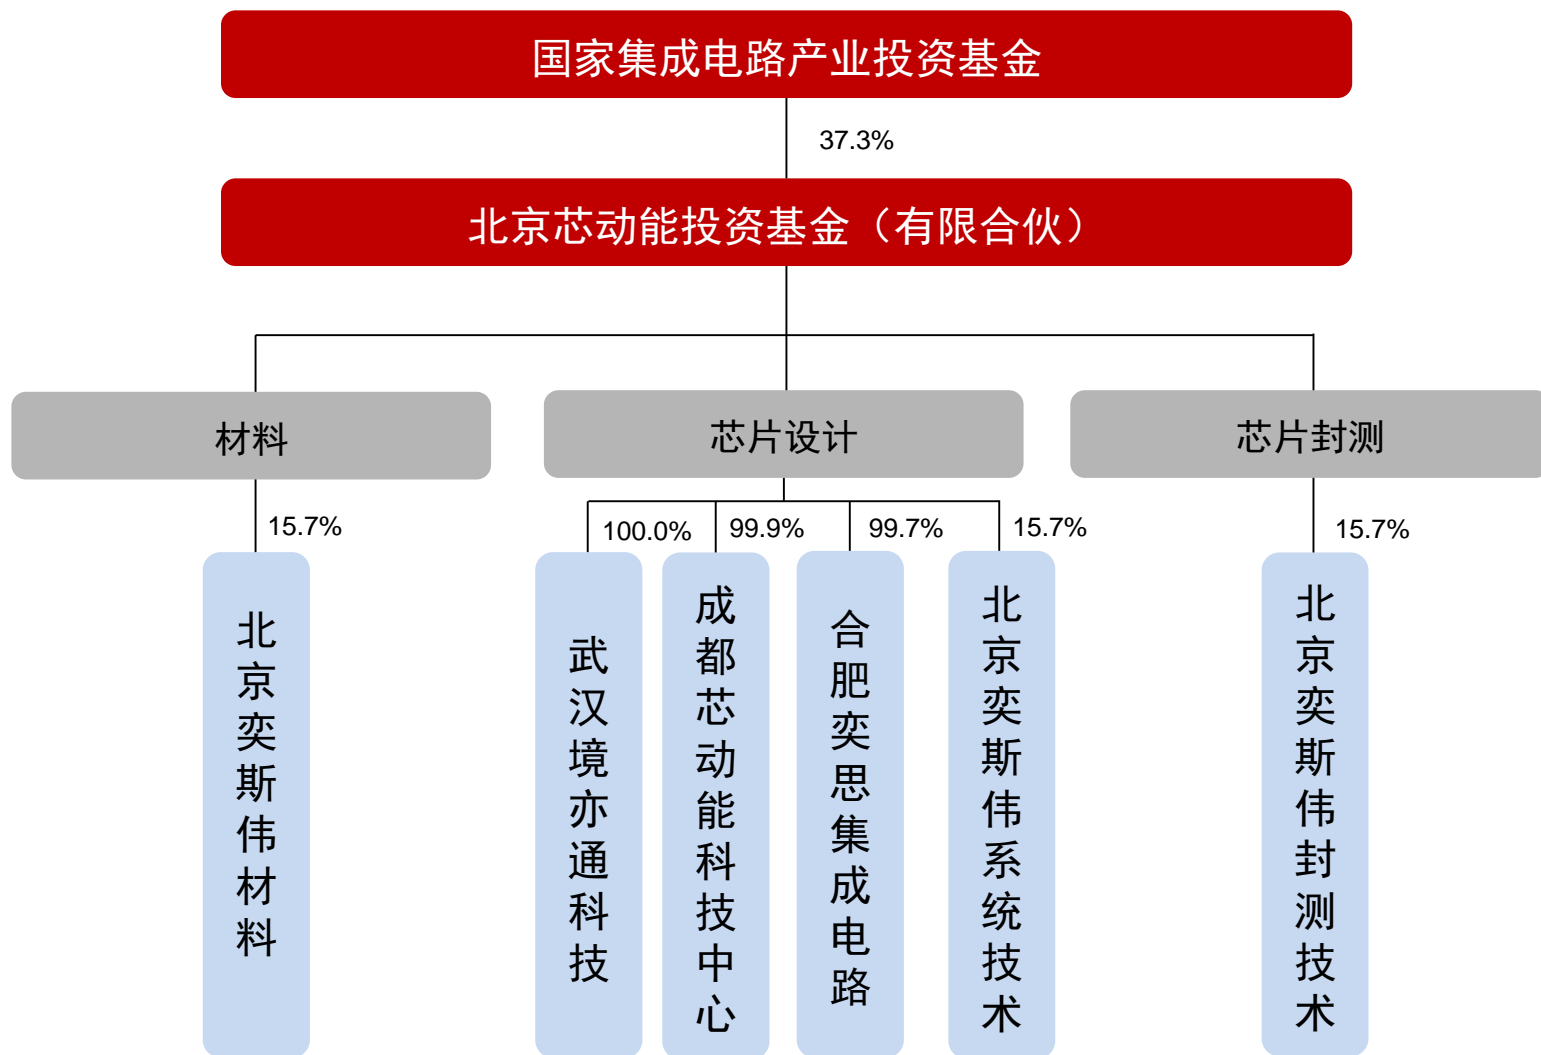 国家集成电路产业投资基金
37.3%
北京芯动能投资基金（有限合伙）
材料
芯片设计
芯片封测
15.7%
100.0%
99.9%
99.7%
15.7%
15.7%
北京奕斯伟材料
武汉境亦通科技
成都芯动能科技中心
合肥奕思集成电路
北京奕斯伟系统技术
北京奕斯伟封测技术